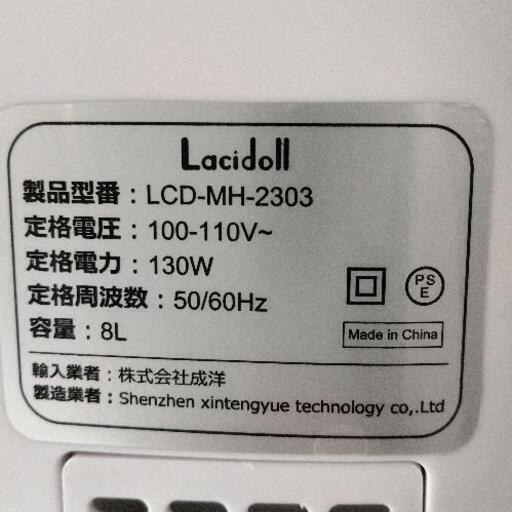 Lacidoll
製品型番：LCD-MH-2303
定格電圧：100-110V~
定格電力：130W
定格周波数：50/60Hz
容量：8L
PS
E
Made in China
輸入業者：株式会社成洋
製造業者：Shenzhen xintengyue technology co,.Ltd